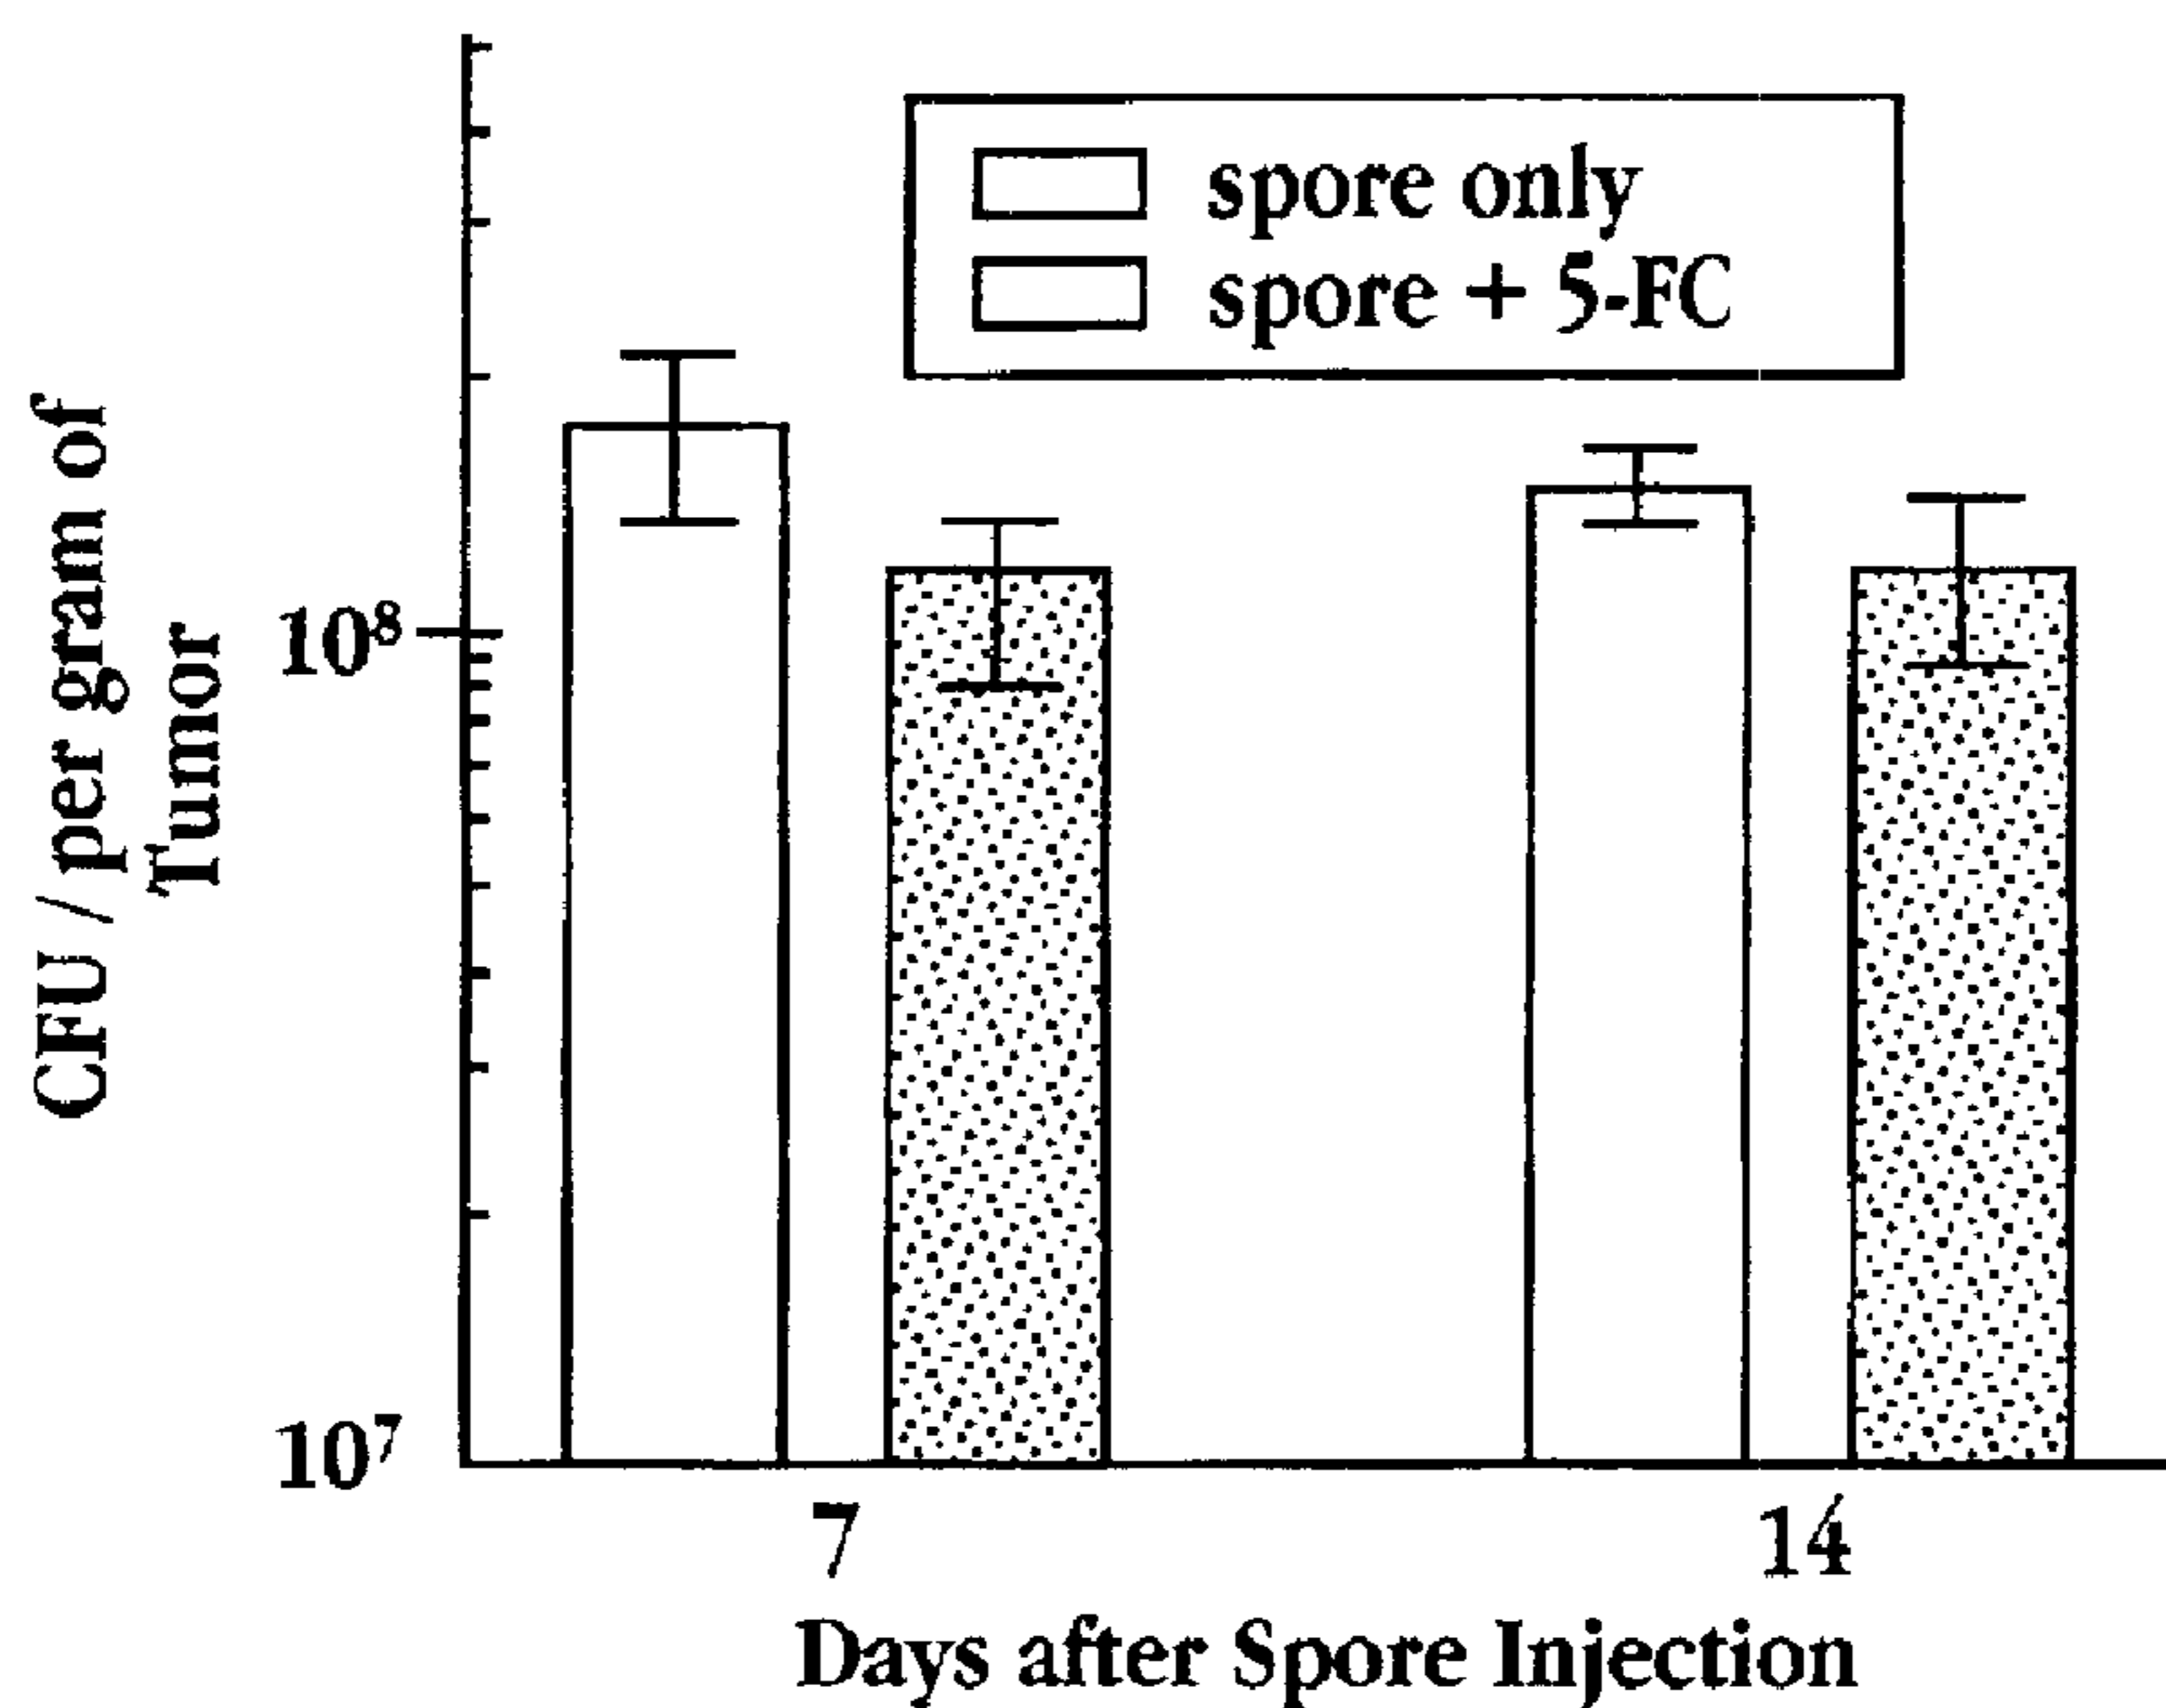 spore only
spore + 5-FC
CFU / per gram of
Tumor
10⁸
10⁷
7
14
Days after Spore Injection